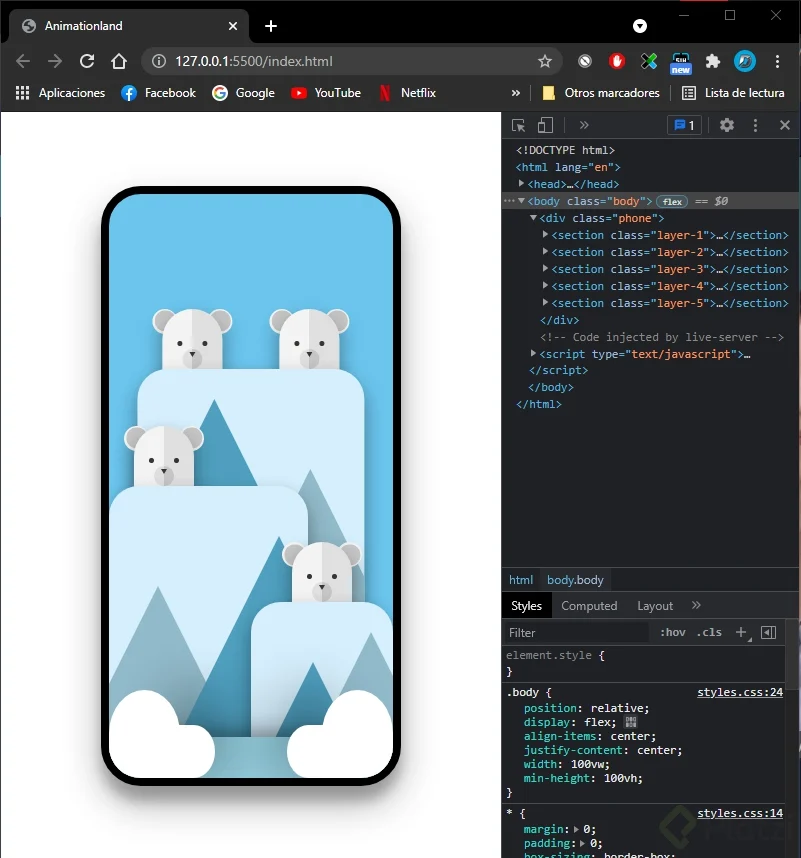 Animationland
127.0.0.1:5500/index.html
new
Aplicaciones Facebook Google YouTube Netflix » Otros marcadores Lista de lectura
» 1
<!DOCTYPE html>
<html lang="en">
<head>…</head>
<body class="body"> flex == $0
<div class="phone">
<section class="layer-1">…</section>
<section class="layer-2">…</section>
<section class="layer-3">…</section>
<section class="layer-4">…</section>
<section class="layer-5">…</section>
</div>
<!-- Code injected by live-server -->
<script type="text/javascript">…
</script>
</body>
</html>
html body.body
Styles Computed Layout »
Filter :hov .cls +
element.style {
}
.body { styles.css:24
position: relative;
display: flex;
align-items: center;
justify-content: center;
width: 100vw;
min-height: 100vh;
}
* { styles.css:14
margin: 0;
padding: 0;
box-sizing: border-box;